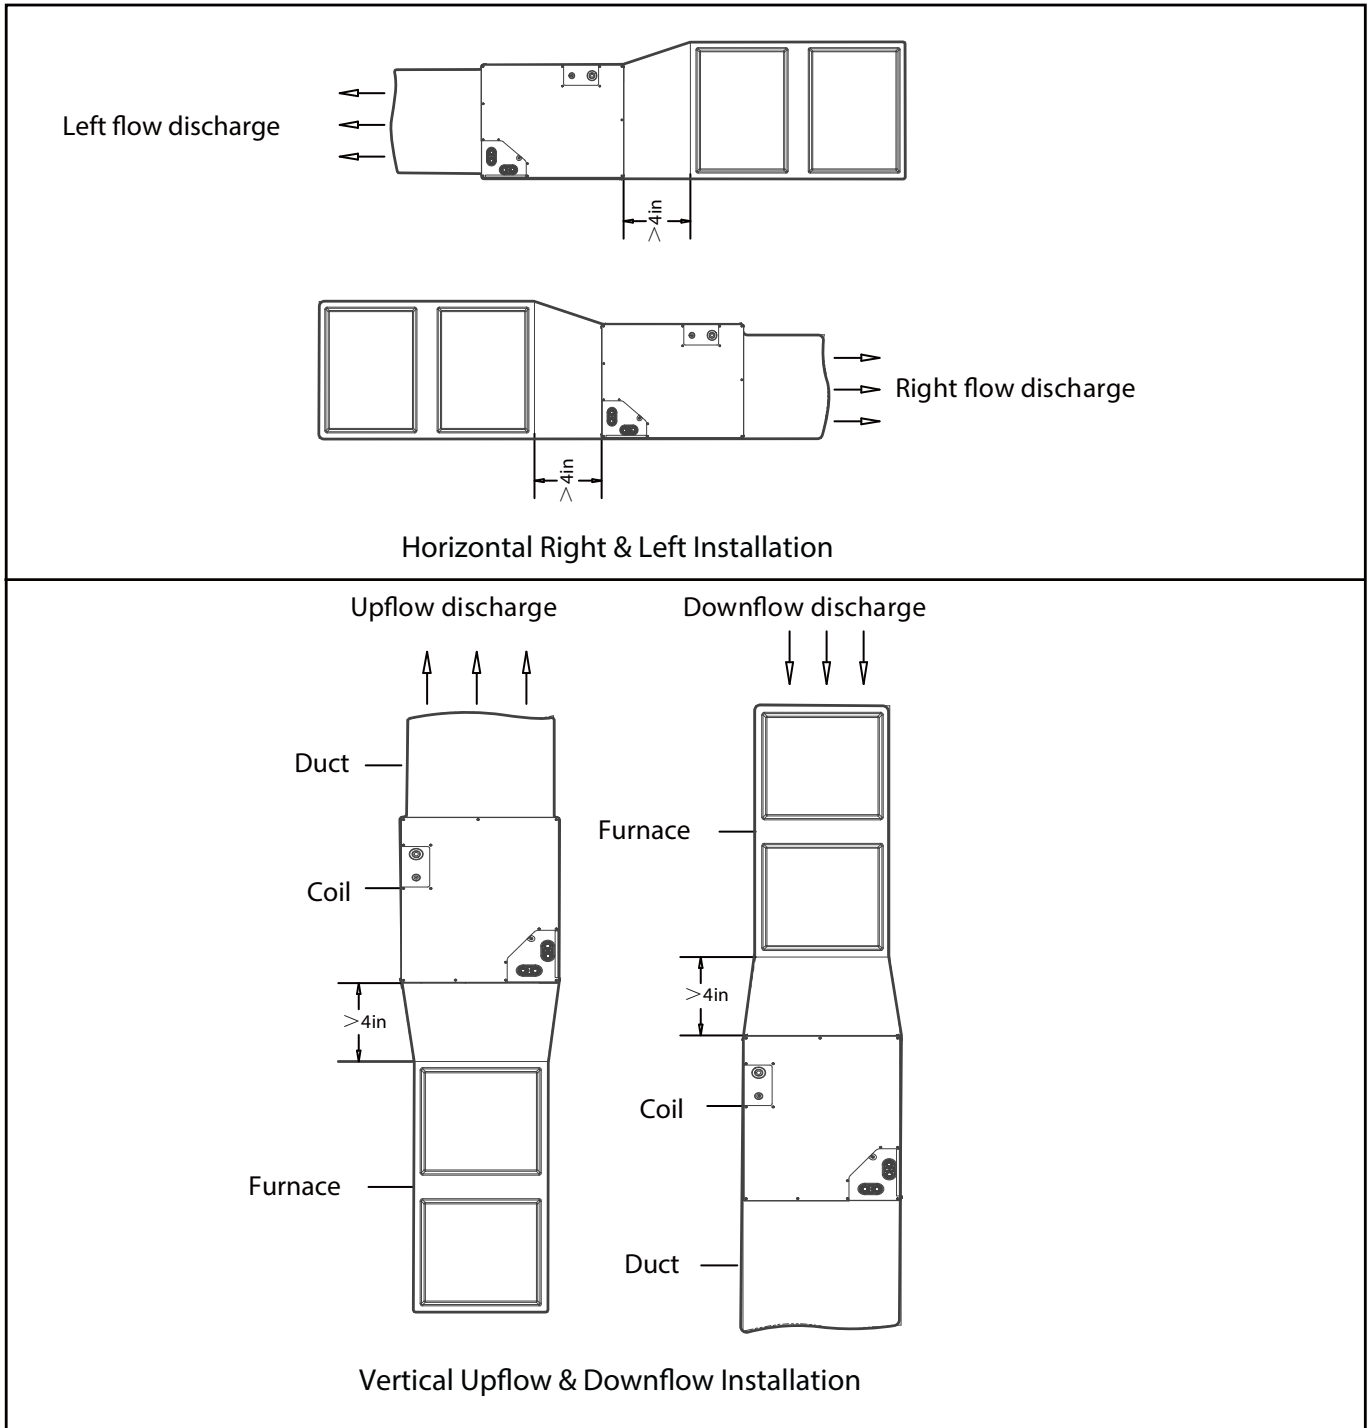 Left flow discharge
>4in
Right flow discharge
>4in
Horizontal Right & Left Installation
Upflow discharge
Downflow discharge
Duct
Furnace
Coil
>4in
>4in
Coil
Furnace
Duct
Vertical Upflow & Downflow Installation